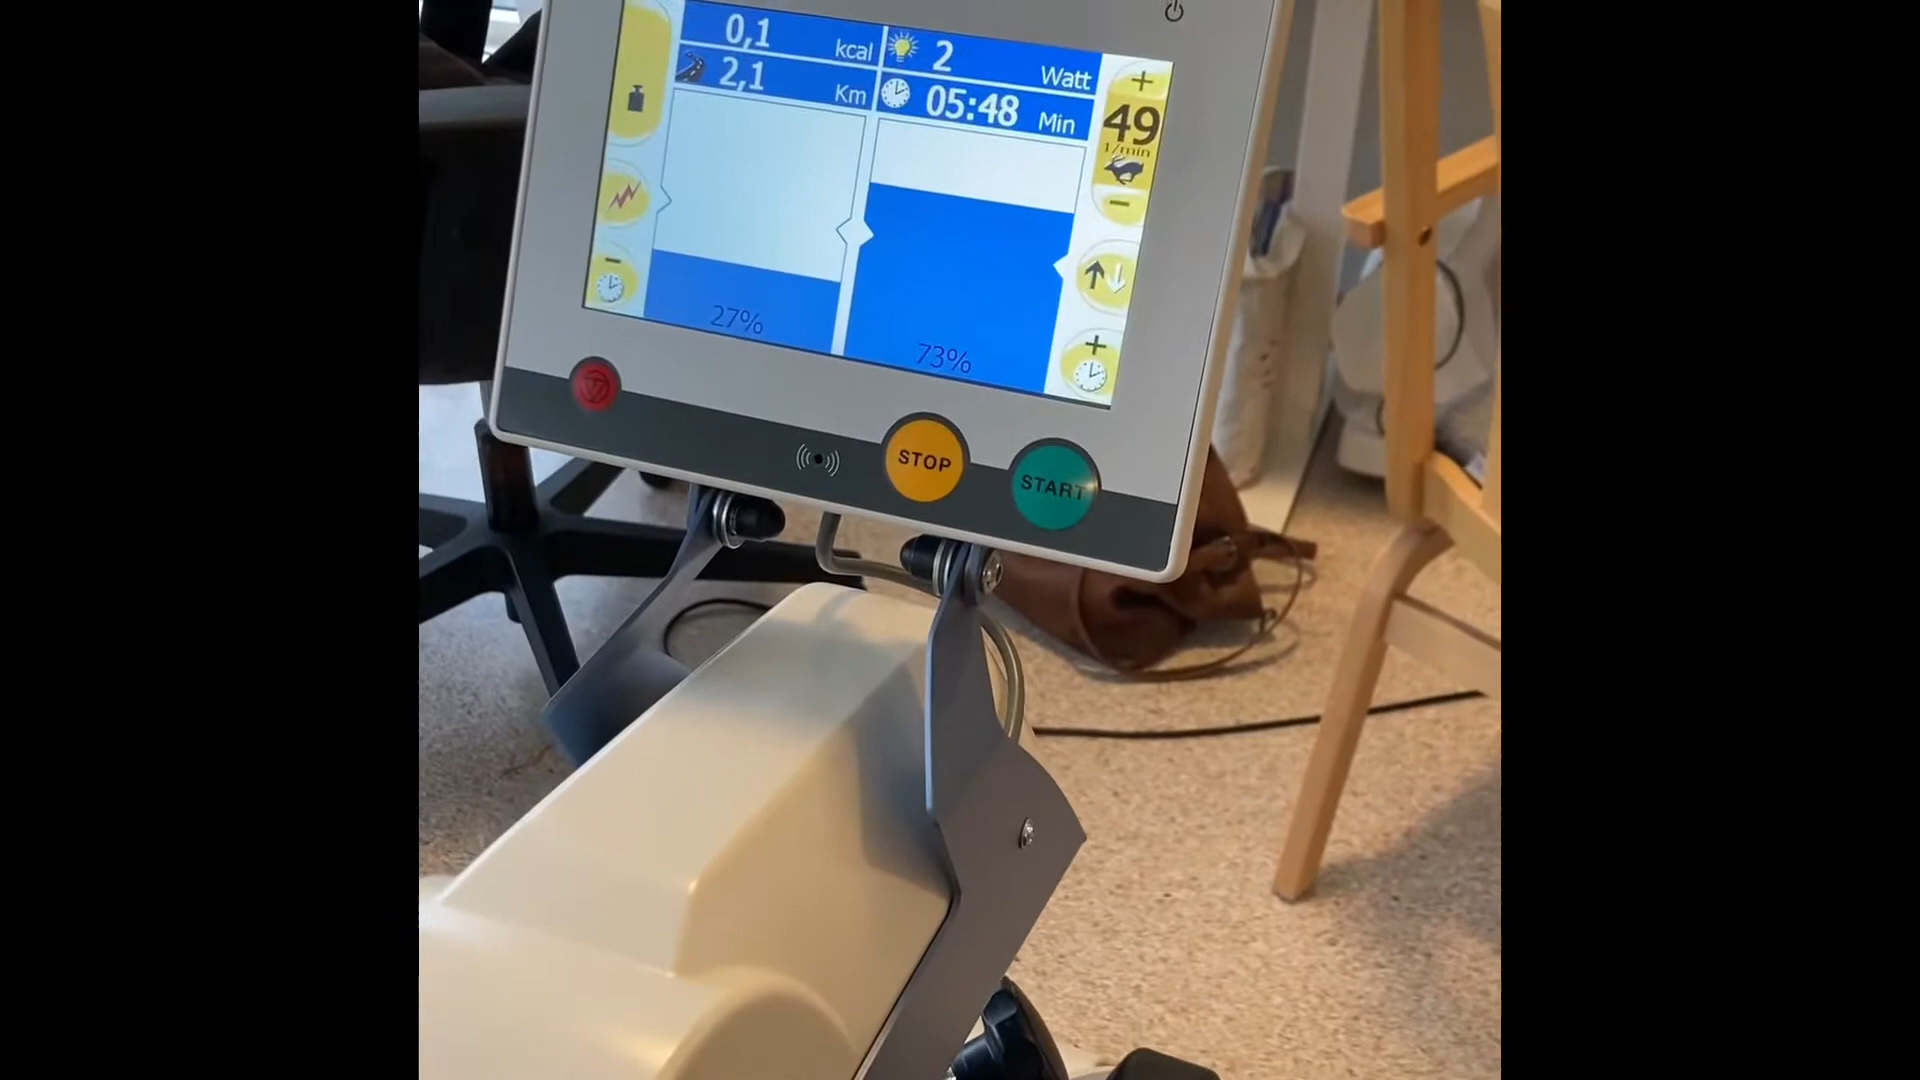 0,1 kcal
2 Watt
2,1 Km
05:48 Min
+
49
1/min
−
−
+
27%
73%
STOP
START